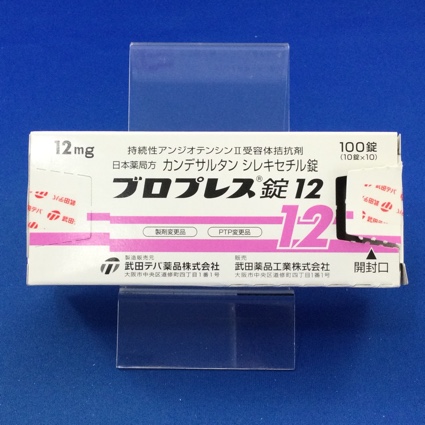 12mg
持続性アンジオテンシンⅡ受容体拮抗剤
日本薬局方 カンデサルタン シレキセチル錠
100錠
(10錠×10)
ブロプレス®錠12
12
製剤変更品
PTP変更品
製造販売元
武田テバ薬品株式会社
大阪市中央区道修町四丁目1番1号
販売
武田薬品工業株式会社
大阪市中央区道修町四丁目1番1号
開封口